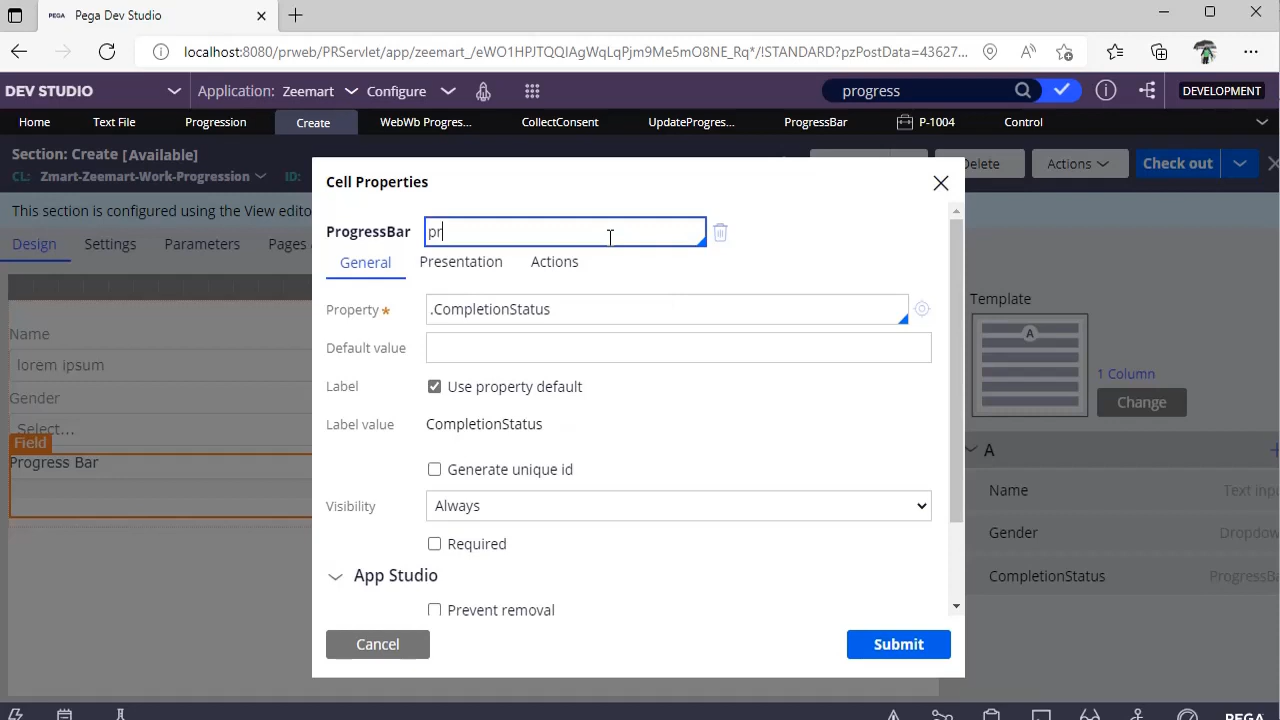 PEGA Pega Dev Studio
localhost:8080/prweb/PRServlet/app/zeemart_/eWO1HPJTQQIAgWqLqPjm9Me5mO8NE_Rq*/!STANDARD?pzPostData=43627...
DEV STUDIO Application: Zeemart Configure progress DEVELOPMENT
Home Text File Progression Create WebWb Progres... CollectConsent UpdateProgres... ProgressBar P-1004 Control
Section: Create [Available] Delete Actions Check out
CL: Zmart-Zeemart-Work-Progression ID:
This section is configured using the View edito
Design Settings Parameters Pages
Cell Properties
ProgressBar pr
General Presentation Actions
Property * .CompletionStatus
Default value
Label Use property default
Label value CompletionStatus
Generate unique id
Visibility Always
Required
App Studio
Prevent removal
Cancel Submit
Name
lorem ipsum
Gender
Select...
Field
Progress Bar
Template
A
1 Column
Change
A
Name Text inpu
Gender Dropdow
CompletionStatus ProgressBa
PEGA